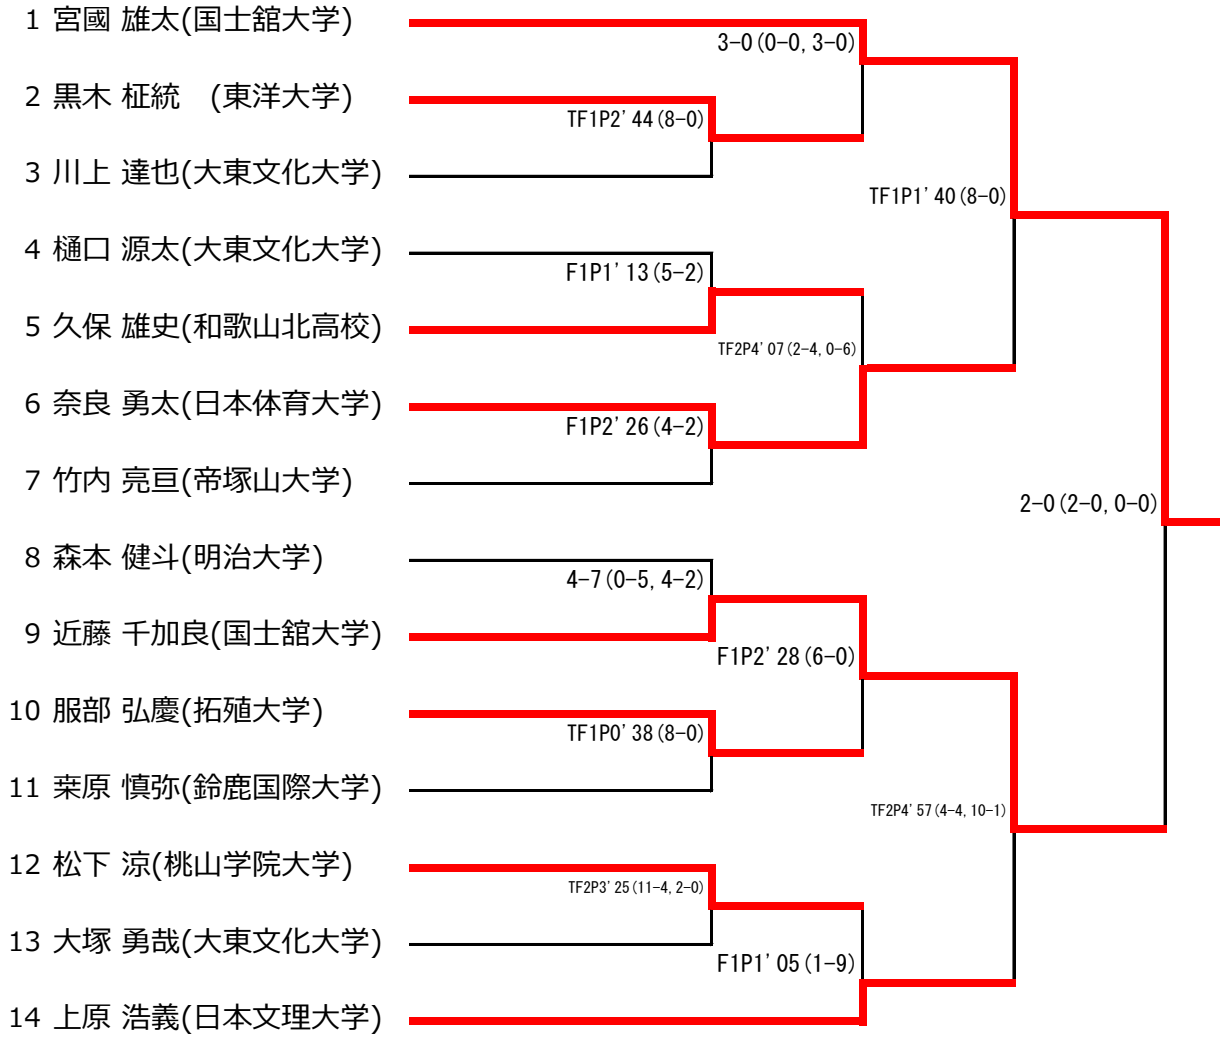 1 宮國 雄太(国士舘大学)
3-0(0-0, 3-0)
2 黒木 柾統　(東洋大学)
TF1P2'44(8-0)
3 川上 達也(大東文化大学)
TF1P1'40(8-0)
4 樋口 源太(大東文化大学)
F1P1'13(5-2)
5 久保 雄史(和歌山北高校)
TF2P4'07(2-4, 0-6)
6 奈良 勇太(日本体育大学)
F1P2'26(4-2)
7 竹内 亮亘(帝塚山大学)
2-0(2-0, 0-0)
8 森本 健斗(明治大学)
4-7(0-5, 4-2)
9 近藤 千加良(国士舘大学)
F1P2'28(6-0)
10 服部 弘慶(拓殖大学)
TF1P0'38(8-0)
11 桒原 慎弥(鈴鹿国際大学)
TF2P4'57(4-4, 10-1)
12 松下 涼(桃山学院大学)
TF2P3'25(11-4, 2-0)
13 大塚 勇哉(大東文化大学)
F1P1'05(1-9)
14 上原 浩義(日本文理大学)